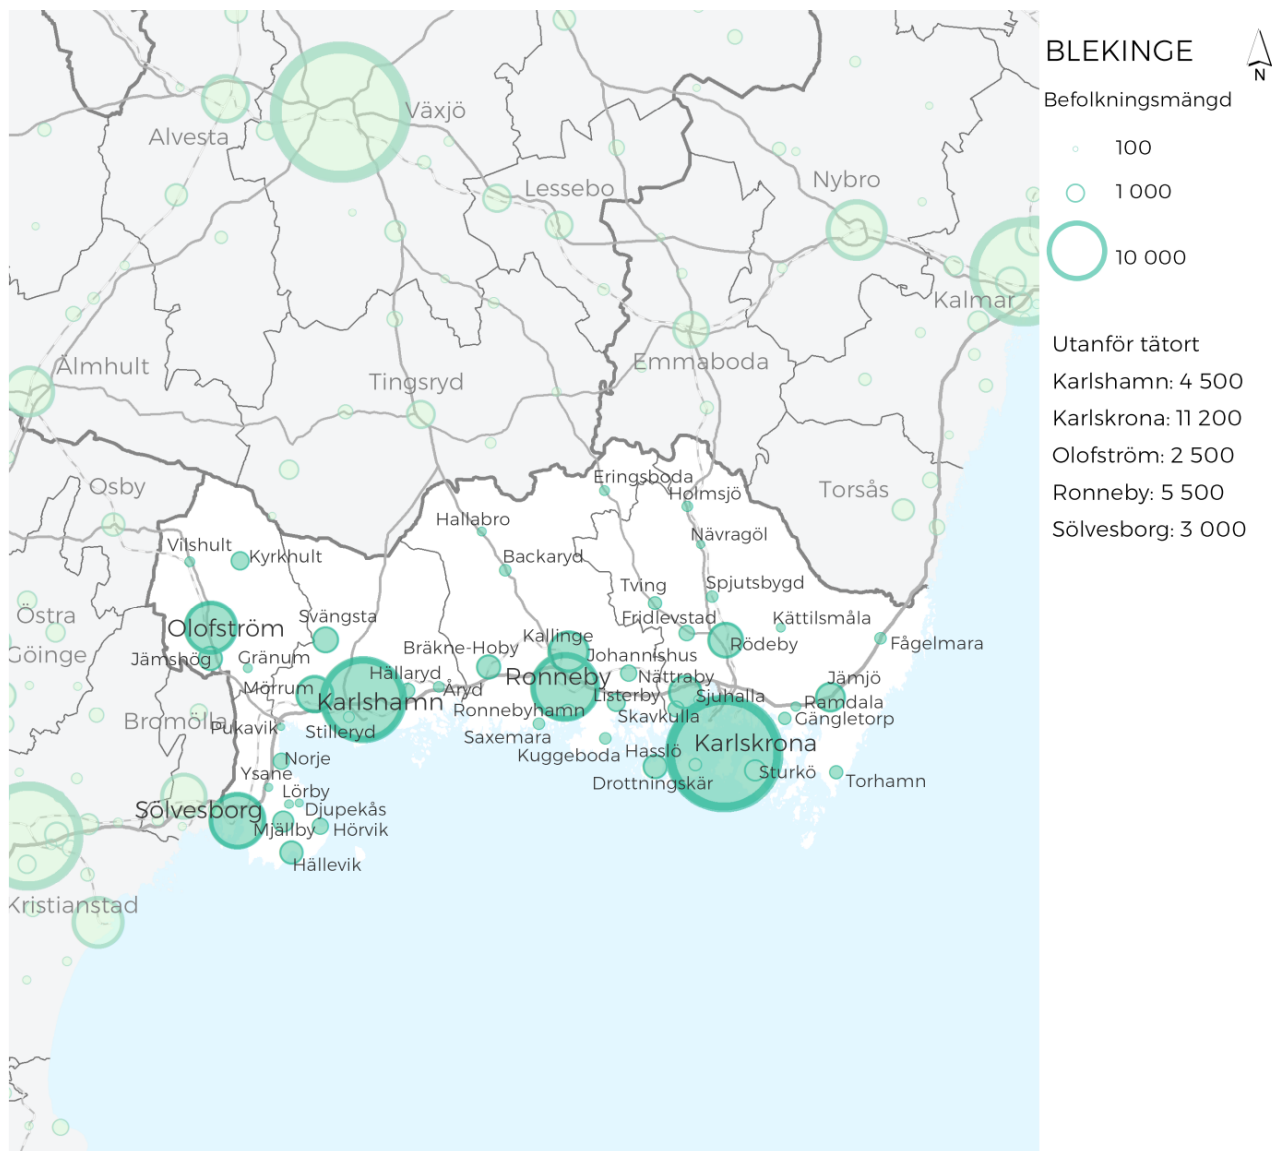 BLEKINGE
N
Befolkningsmängd
100
1 000
10 000
Utanför tätort
Karlshamn: 4 500
Karlskrona: 11 200
Olofström: 2 500
Ronneby: 5 500
Sölvesborg: 3 000
Växjö
Alvesta
Lessebo
Nybro
Kalmar
Emmaboda
Älmhult
Tingsryd
Osby
Torsås
Eringsboda
Holmsjö
Hallabro
Nävragöl
Vilshult
Kyrkhult
Backaryd
Tving
Spjutsbygd
Östra
Göinge
Svängsta
Fridlevstad
Kättilsmåla
Olofström
Kallinge
Rödeby
Fågelmara
Bräkne-Hoby
Johannishus
Jämshög
Gränum
Hällaryd
Ronneby
Nättraby
Jämjö
Mörrum
Åryd
Listerby
Sjuhalla
Karlshamn
Ramdala
Bromölla
Pukavik
Stilleryd
Ronnebyhamn
Skavkulla
Gängletorp
Saxemara
Karlskrona
Kuggeboda
Hasslö
Norje
Ysane
Sturkö
Torhamn
Drottningskär
Lörby
Sölvesborg
Djupekås
Mjällby
Hörvik
Hällevik
Kristianstad